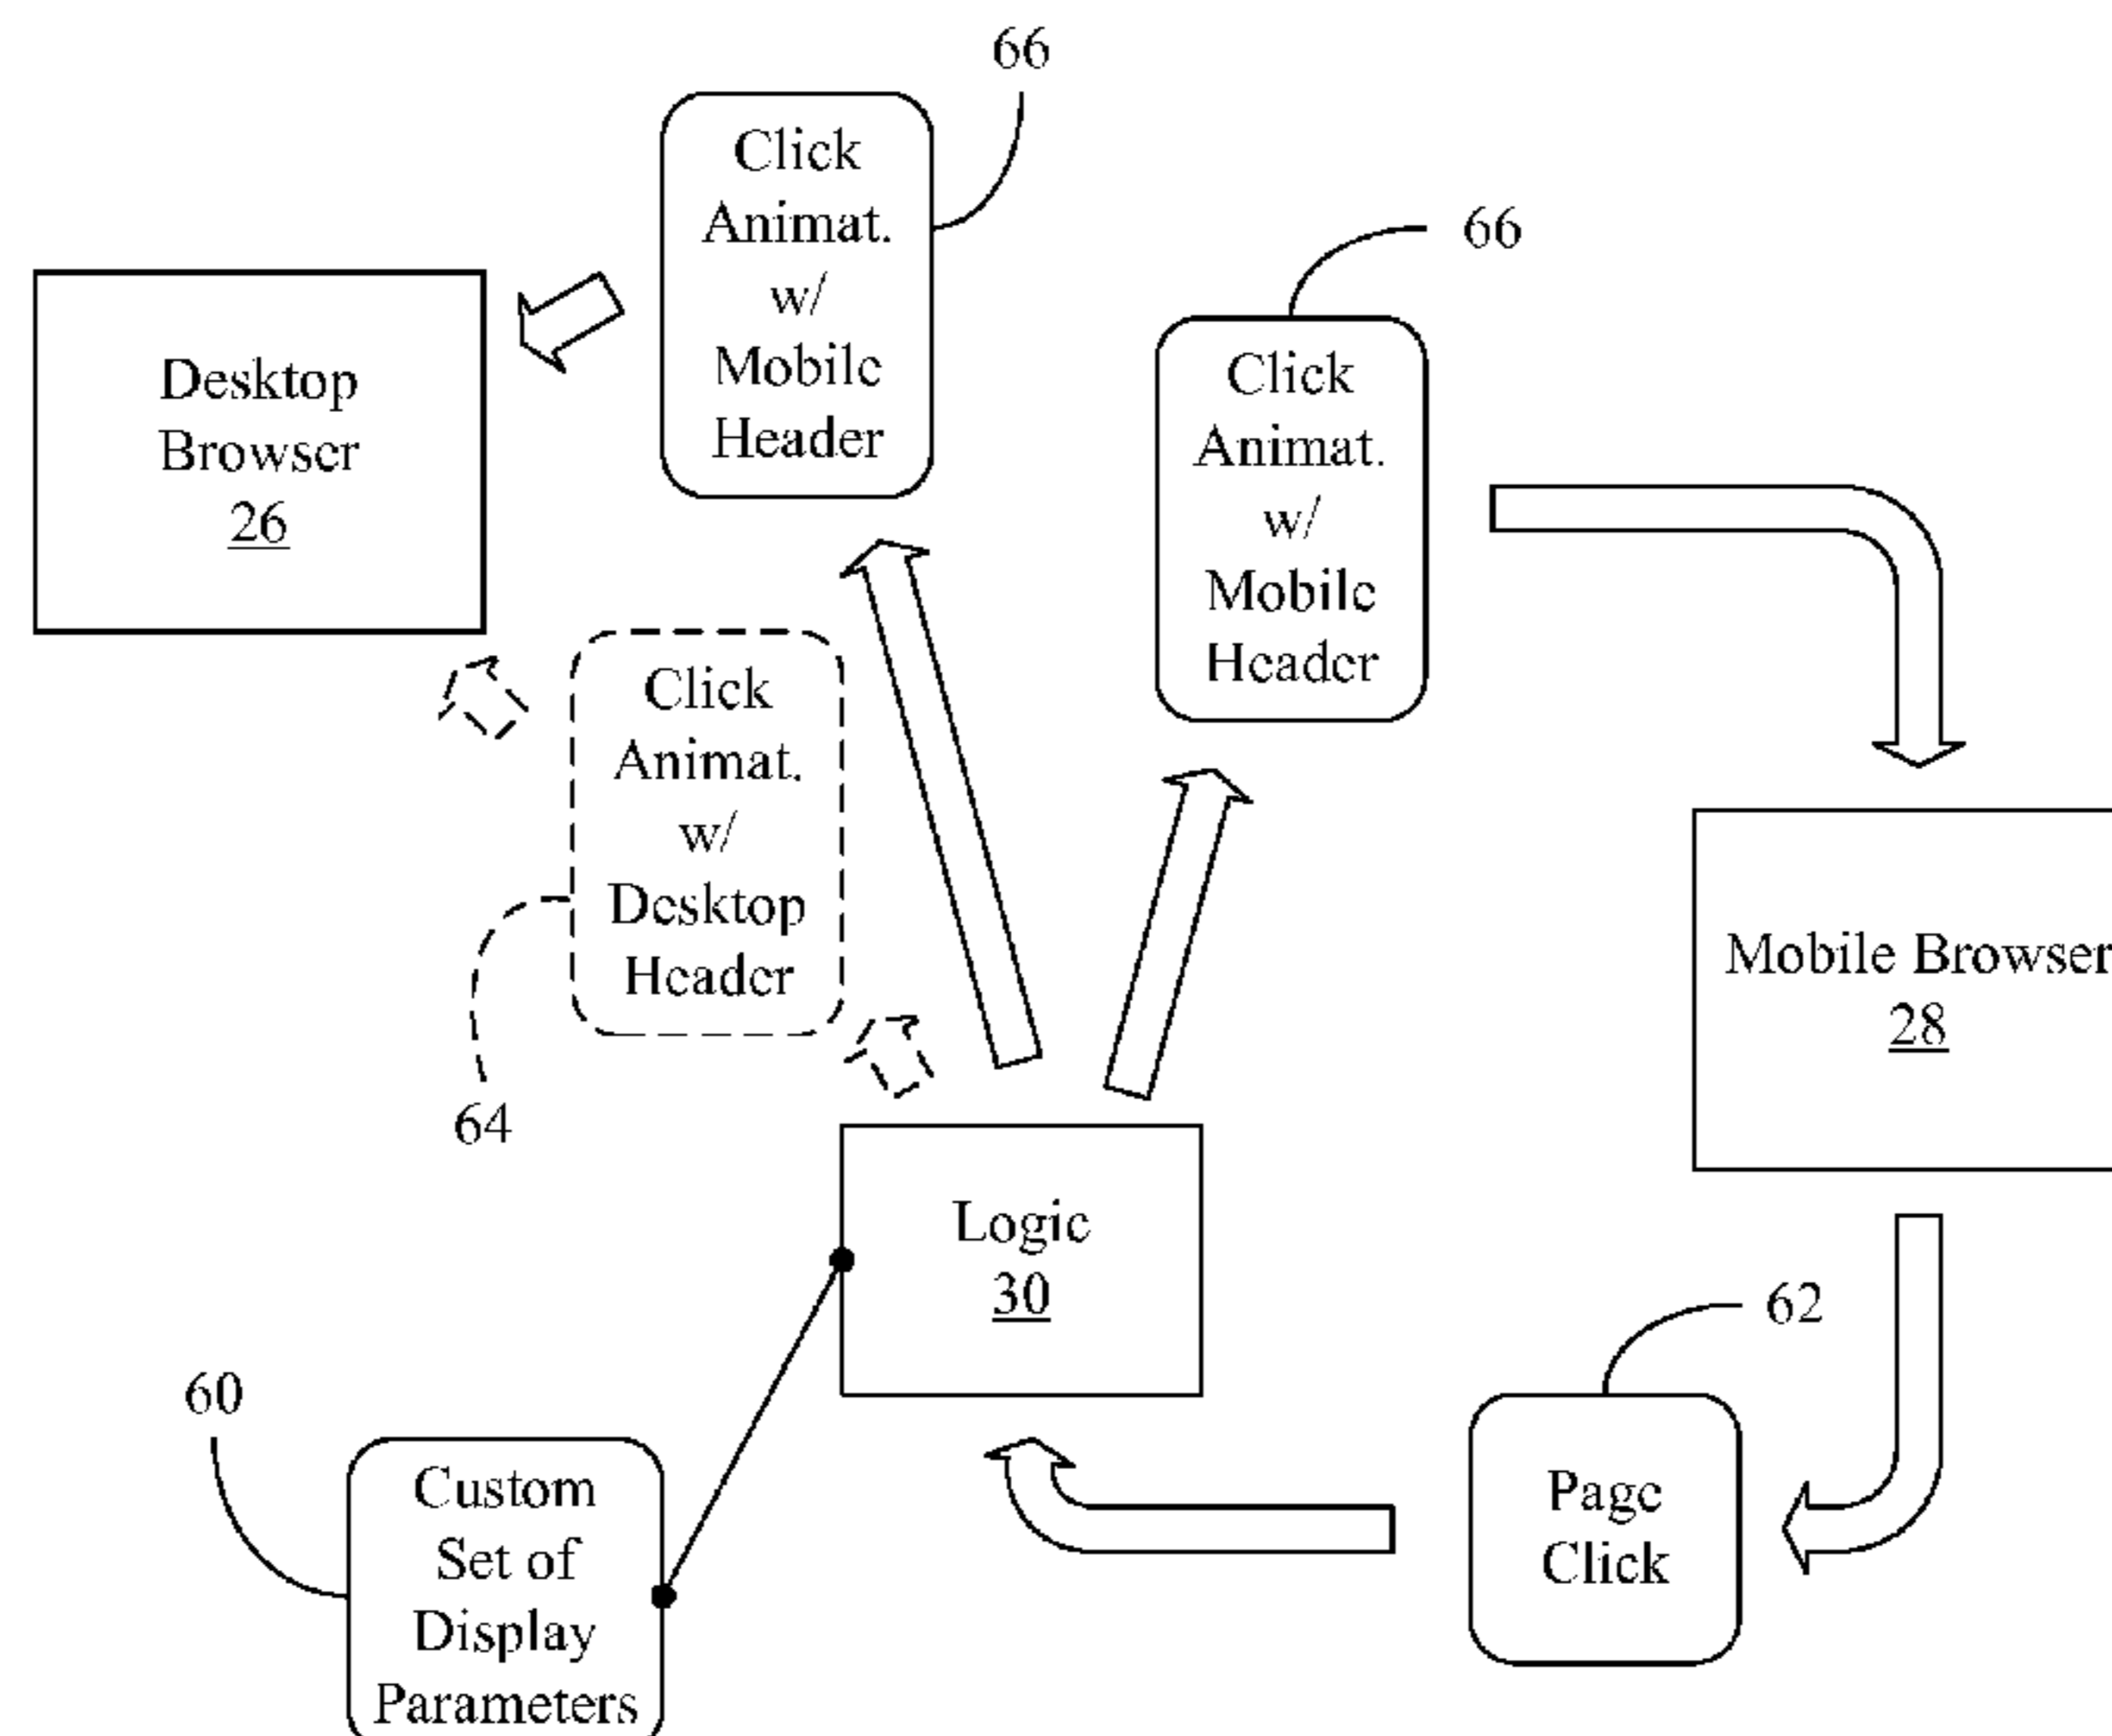 66
Click
Animat.
w/
Mobile
Header
66
Click
Animat.
w/
Mobile
Header
Desktop
Browser
26
Click
Animat.
w/
Desktop
Header
64
Mobile Browser
28
Logic
30
62
Page
Click
60
Custom
Set of
Display
Parameters